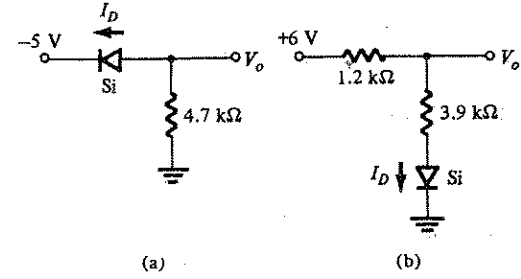 I_D
−5 V
V_o
Si
4.7 kΩ
(a)
+6 V
V_o
1.2 kΩ
3.9 kΩ
I_D
Si
(b)